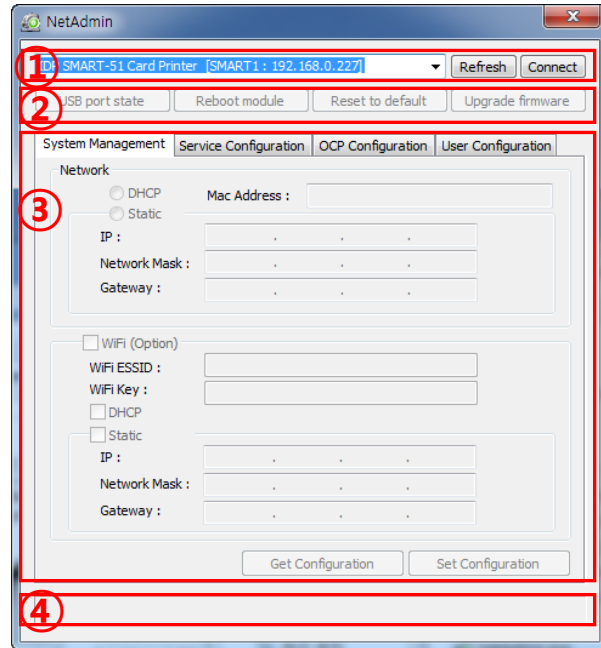 NetAdmin
① IDP SMART-51 Card Printer [SMART1 : 192.168.0.227] Refresh Connect
② USB port state Reboot module Reset to default Upgrade firmware
System Management Service Configuration OCP Configuration User Configuration
Network
DHCP Mac Address :
③ Static
IP : . . .
Network Mask : . . .
Gateway : . . .
WiFi (Option)
WiFi ESSID :
WiFi Key :
DHCP
Static
IP : . . .
Network Mask : . . .
Gateway : . . .
Get Configuration Set Configuration
④